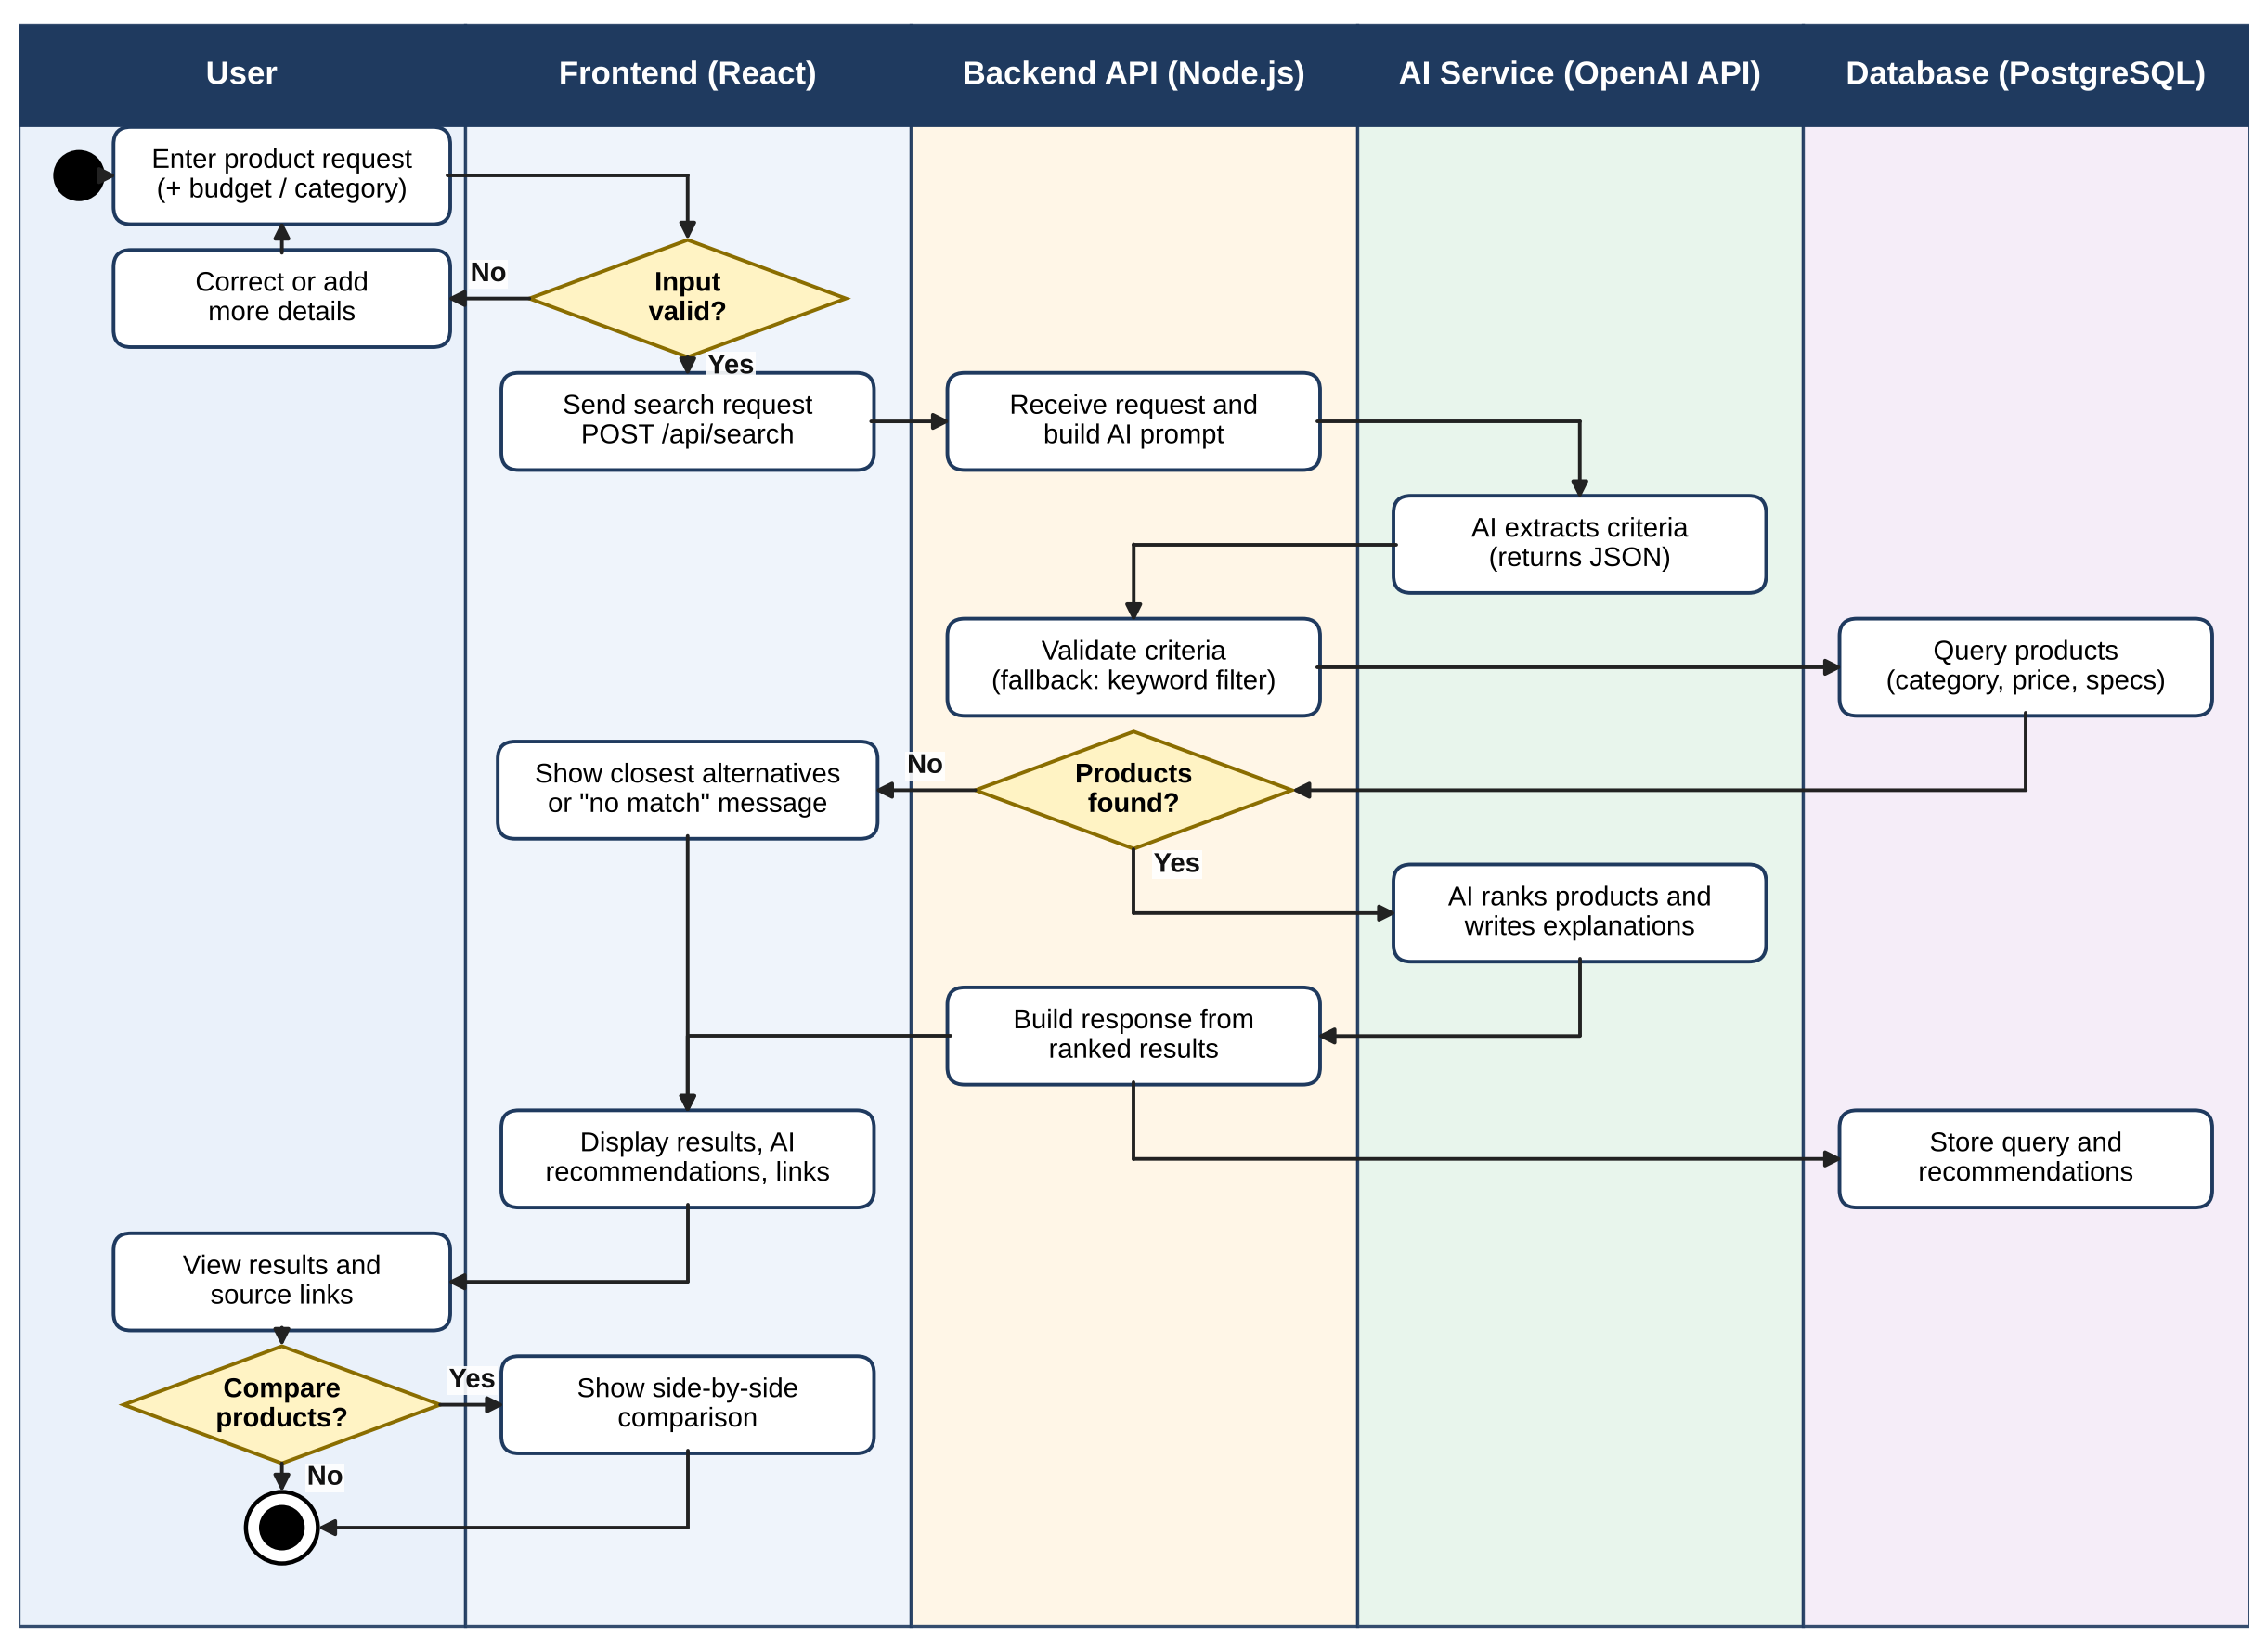 User
Frontend (React)
Backend API (Node.js)
AI Service (OpenAI API)
Database (PostgreSQL)
Enter product request
(+ budget / category)
Input
valid?
No
Correct or add
more details
Yes
Send search request
POST /api/search
Receive request and
build AI prompt
AI extracts criteria
(returns JSON)
Validate criteria
(fallback: keyword filter)
Query products
(category, price, specs)
Products
found?
No
Show closest alternatives
or "no match" message
Yes
AI ranks products and
writes explanations
Build response from
ranked results
Display results, AI
recommendations, links
Store query and
recommendations
View results and
source links
Compare
products?
Yes
Show side-by-side
comparison
No